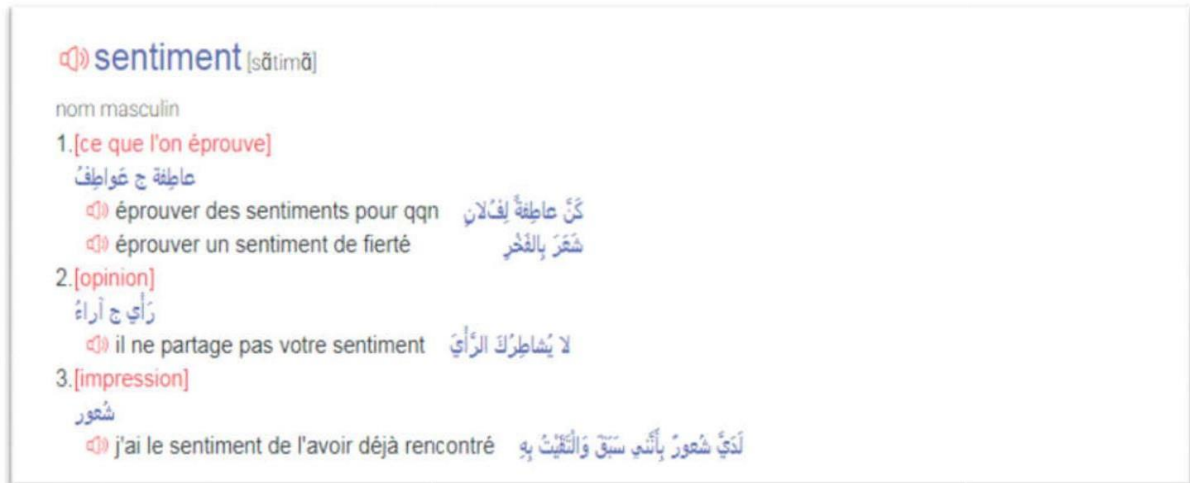 sentiment [sãtimã]
nom masculin
1.[ce que l'on éprouve]
عاطِفة ج عَواطِفُ
éprouver des sentiments pour qqn كَنَّ عاطِفةً لِفُلانٍ
éprouver un sentiment de fierté شَعَرَ بِالفَخْرِ
2.[opinion]
رَأْي ج آراءُ
il ne partage pas votre sentiment لا يُشاطِرُكَ الرَّأْيَ
3.[impression]
شُعور
j'ai le sentiment de l'avoir déjà rencontré لَدَيَّ شُعورٌ بِأَنَّني سَبَقَ وَالْتَقَيْتُ بِهِ